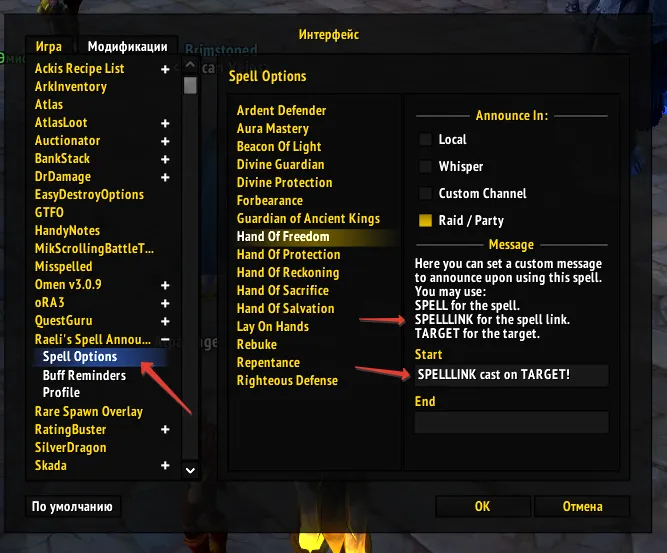 Интерфейс
Игра
Модификации
Brimstoned
Ackis Recipe List
ArkInventory
Atlas
AtlasLoot
Auctionator
BankStack
DrDamage
EasyDestroyOptions
GTFO
HandyNotes
MikScrollingBattleT...
Misspelled
Omen v3.0.9
oRA3
QuestGuru
Raeli's Spell Annou...
Spell Options
Buff Reminders
Profile
Rare Spawn Overlay
RatingBuster
SilverDragon
Skada
По умолчанию
Spell Options
Ardent Defender
Aura Mastery
Beacon Of Light
Divine Guardian
Divine Protection
Forbearance
Guardian of Ancient Kings
Hand Of Freedom
Hand Of Protection
Hand Of Reckoning
Hand Of Sacrifice
Hand Of Salvation
Lay On Hands
Rebuke
Repentance
Righteous Defense
Announce In:
Local
Whisper
Custom Channel
Raid / Party
Message
Here you can set a custom message
to announce upon using this spell.
You may use:
SPELL for the spell.
SPELLLINK for the spell link.
TARGET for the target.
Start
SPELLLINK cast on TARGET!
End
OK
Отмена